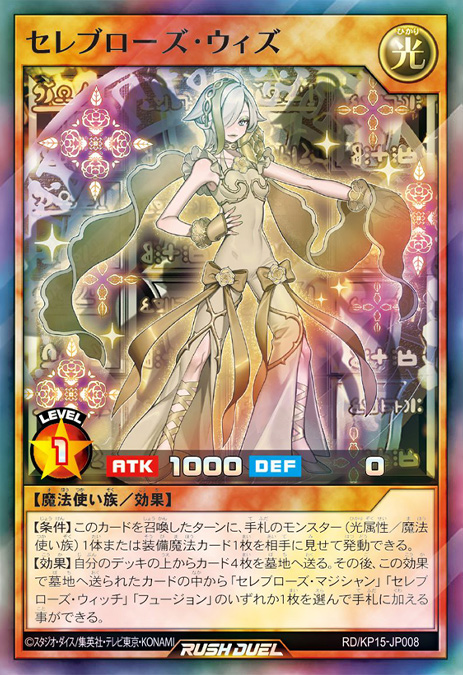 セレブローズ・ウィズ
ひかり
光
LEVEL
1
ATK 1000 DEF 0
【魔法使い族／効果】
【条件】このカードを召喚したターンに、手札のモンスター（光属性／魔法
使い族）1体または装備魔法カード1枚を相手に見せて発動できる。
【効果】自分のデッキの上からカード4枚を墓地へ送る。その後、この効果
で墓地へ送られたカードの中から「セレブローズ・マジシャン」「セレブ
ローズ・ウィッチ」「フュージョン」のいずれか1枚を選んで手札に加える
事ができる。
©スタジオ・ダイス/集英社・テレビ東京・KONAMI
RUSH DUEL
RD/KP15-JP008